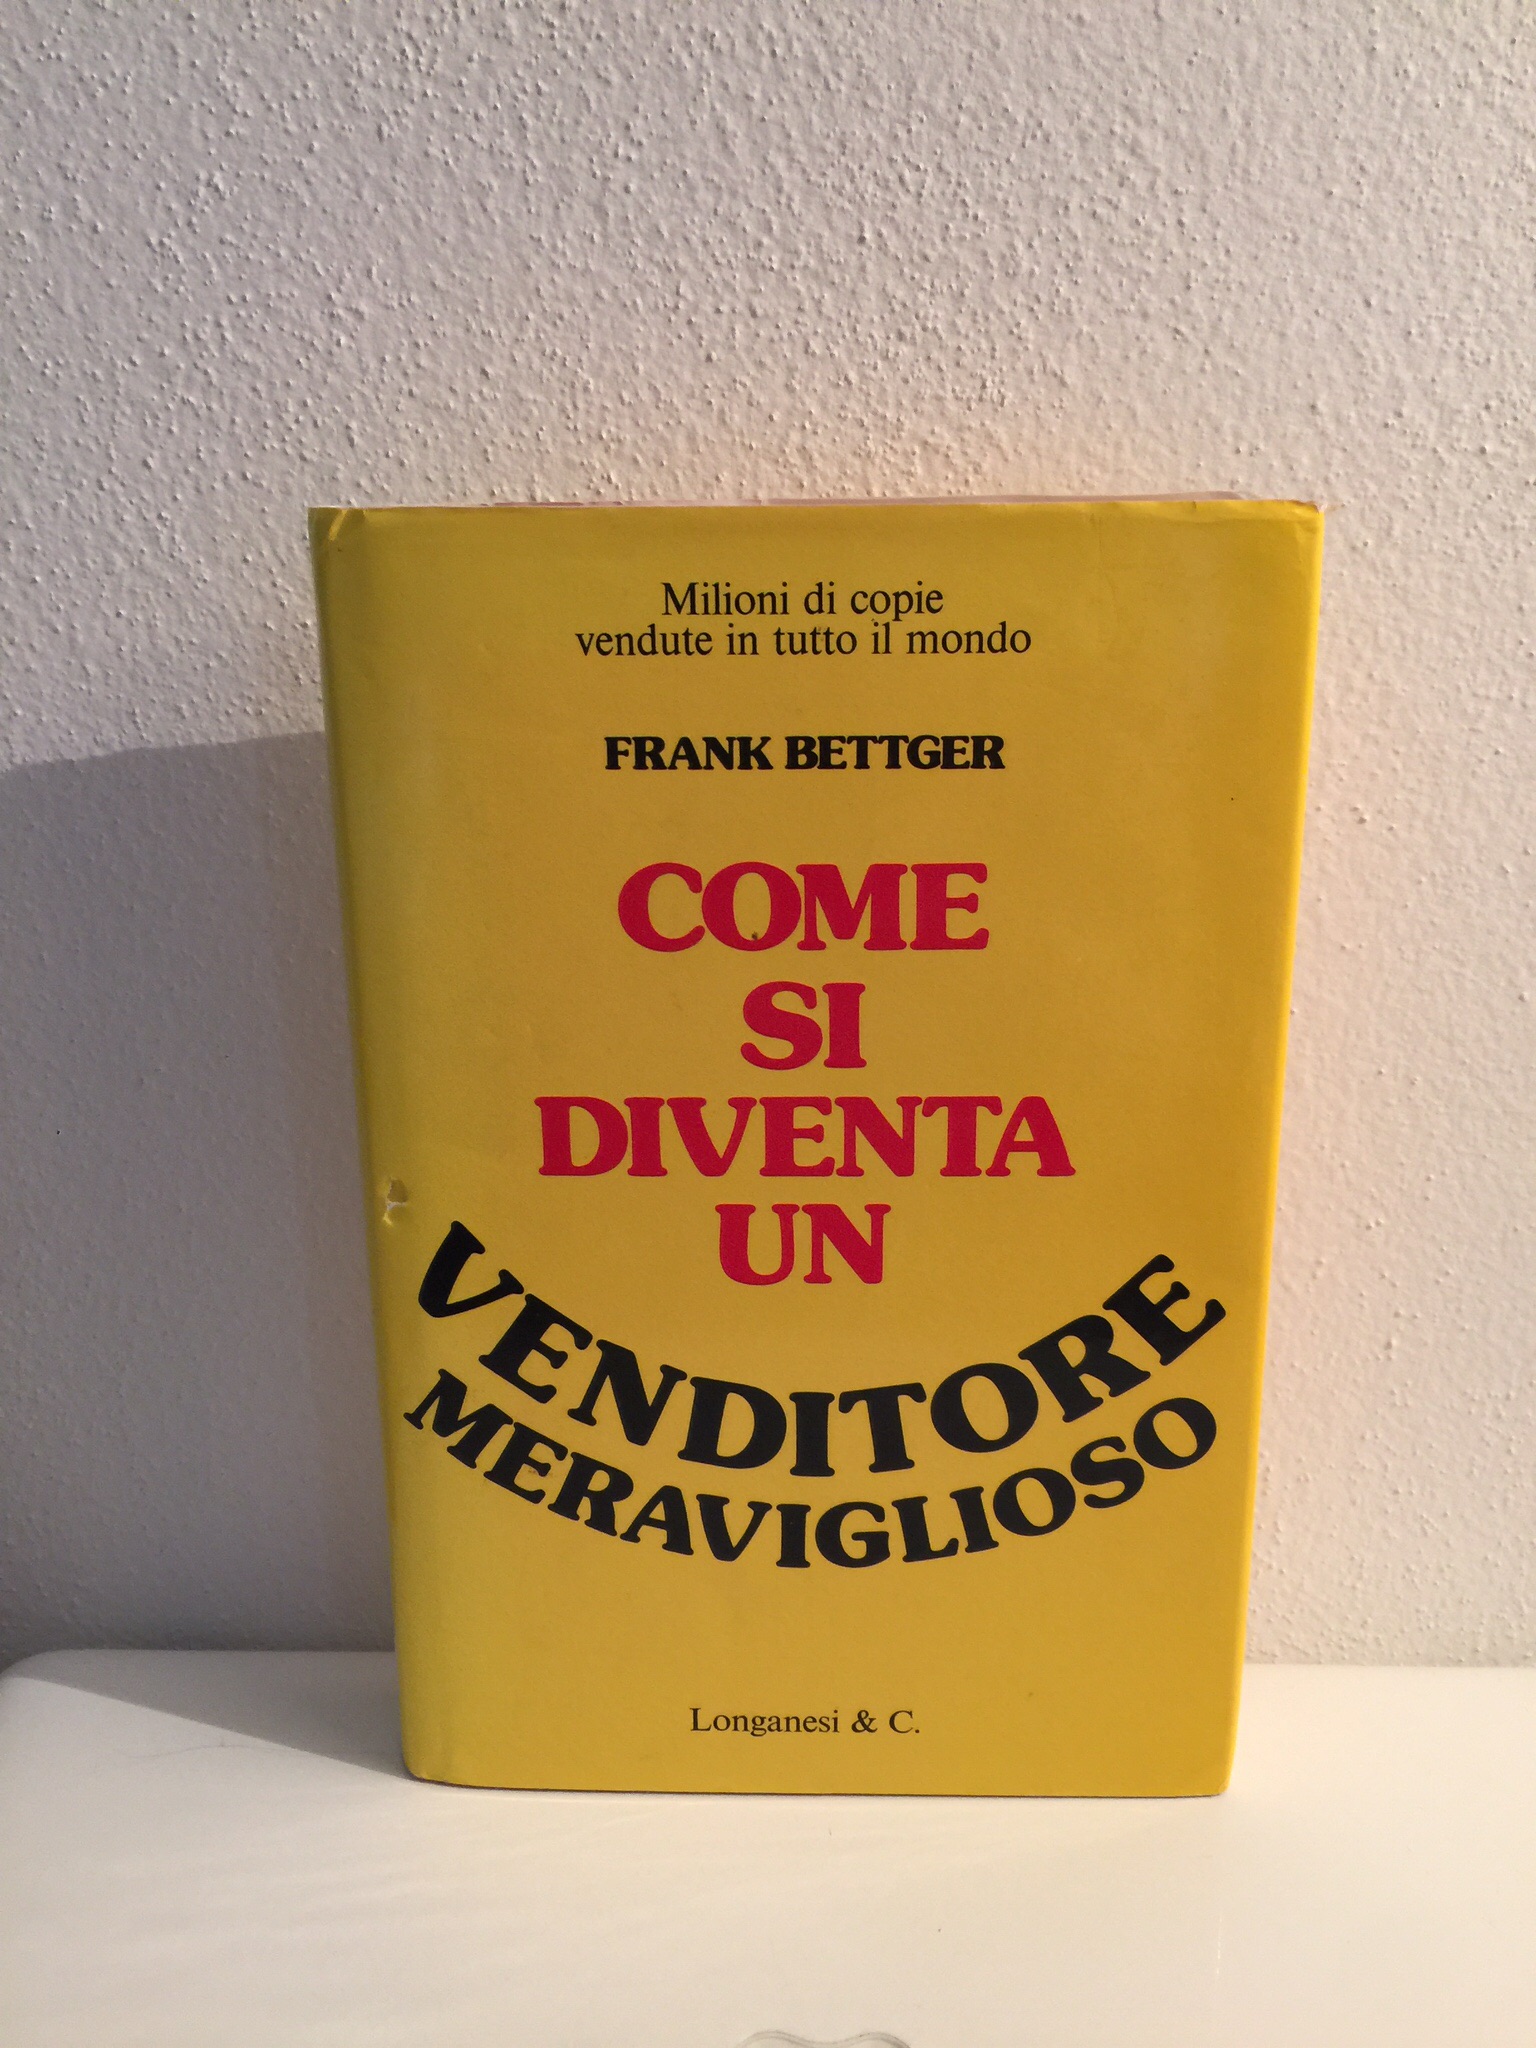 Milioni di copie
vendute in tutto il mondo
FRANK BETTGER
COME
SI
DIVENTA
UN
VENDITORE
MERAVIGLIOSO
Longanesi & C.